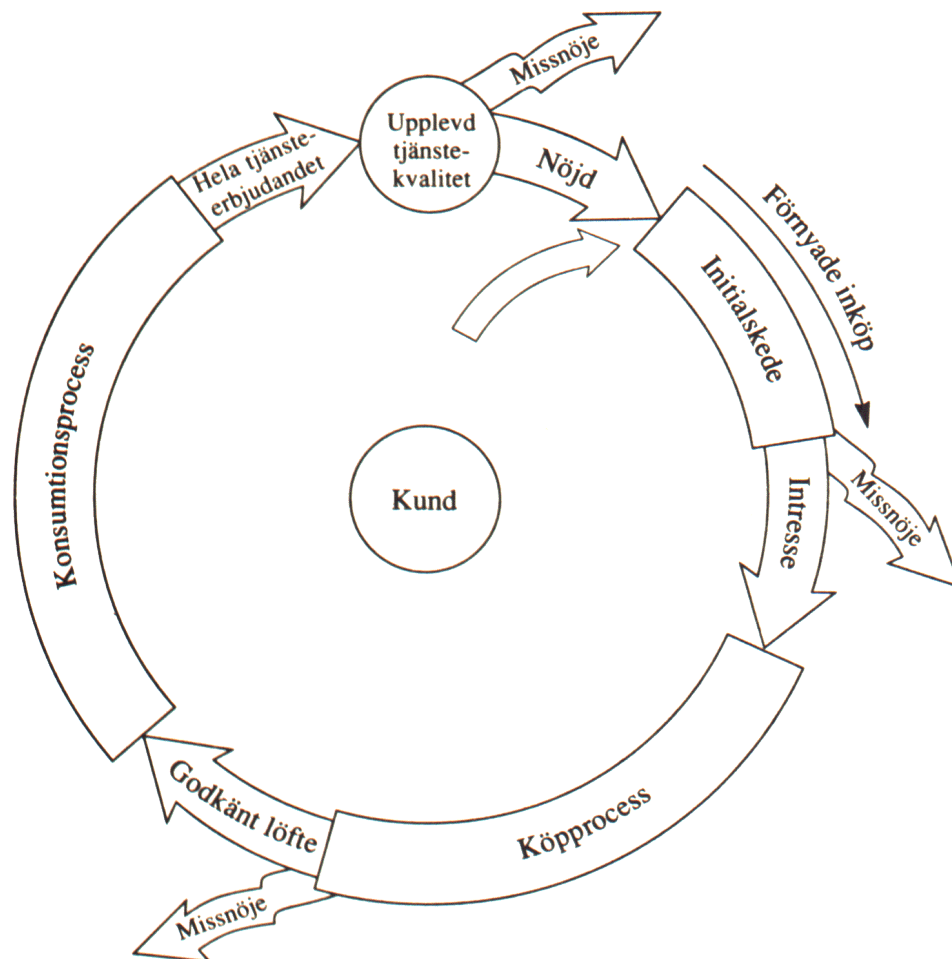 Missnöje
Upplevd
tjänste-
kvalitet
Nöjd
Förnyade inköp
Initialskede
Intresse
Missnöje
Köpprocess
Godkänt löfte
Missnöje
Konsumtionsprocess
Hela tjänste-
erbjudandet
Kund